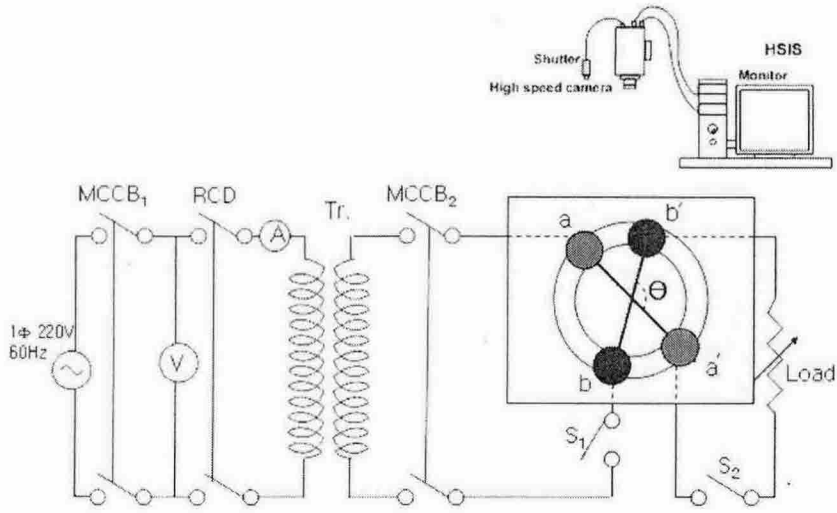 HSIS
Shutter
Monitor
High speed camera
MCCB₁
RCD
Tr.
MCCB₂
A
a
b′
Θ
1Φ 220V
60Hz
V
b
a′
Load
S₁
S₂